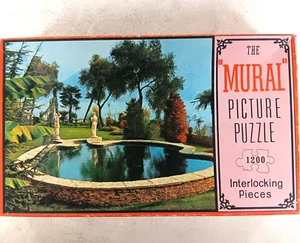 THE
"MURAL"
PICTURE
PUZZLE
1200
Interlocking
Pieces